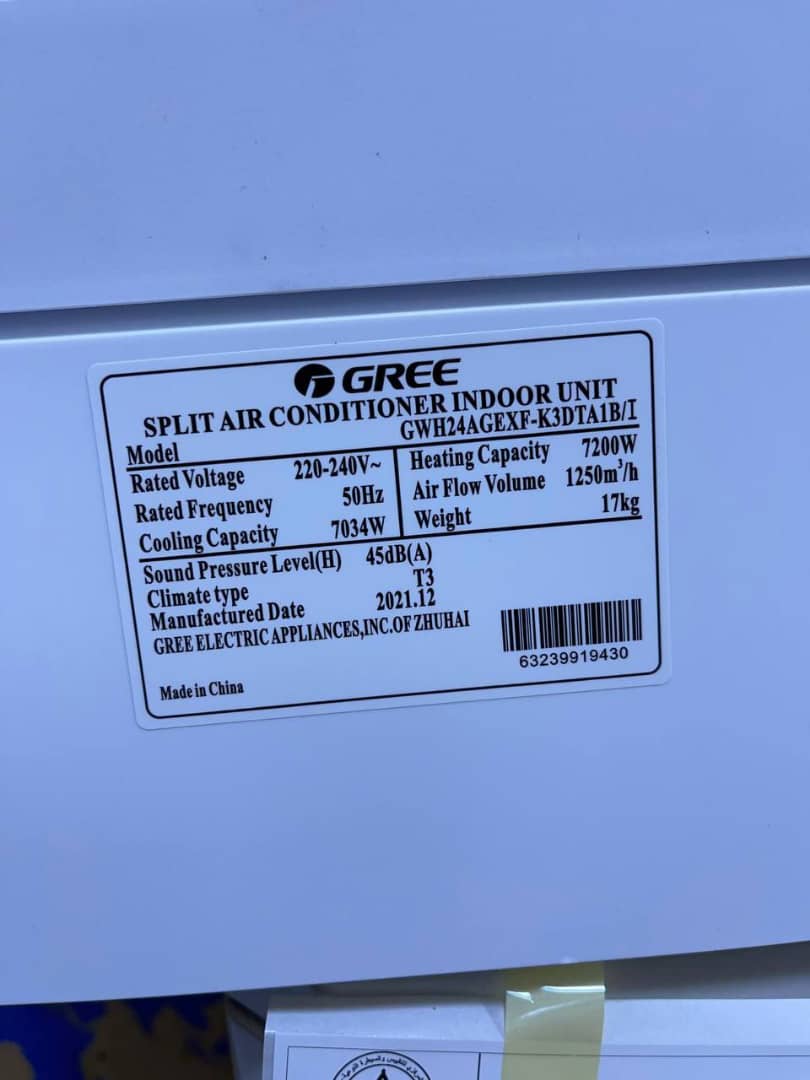 GREE
SPLIT AIR CONDITIONER INDOOR UNIT
Model GWH24AGEXF-K3DTA1B/I
Rated Voltage 220-240V~
Rated Frequency 50Hz
Cooling Capacity 7034W
Heating Capacity 7200W
Air Flow Volume 1250m³/h
Weight 17kg
Sound Pressure Level(H) 45dB(A)
Climate type T3
Manufactured Date 2021.12
GREE ELECTRIC APPLIANCES,INC.OF ZHUHAI
Made in China
63239919430